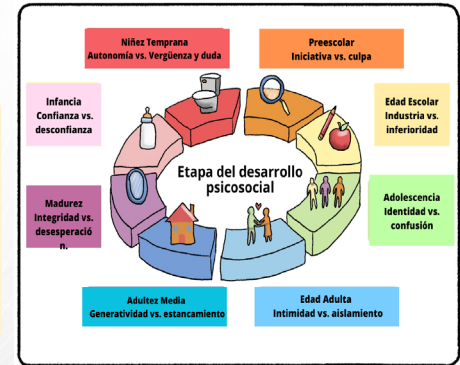 Niñez Temprana
Autonomía vs. Vergüenza y duda
Preescolar
Iniciativa vs. culpa
Infancia
Confianza vs.
desconfianza
Edad Escolar
Industria vs.
inferioridad
Etapa del desarrollo
psicosocial
Madurez
Integridad vs.
desesperació
n.
Adolescencia
Identidad vs.
confusión
Adultez Media
Generatividad vs. estancamiento
Edad Adulta
Intimidad vs. aislamiento